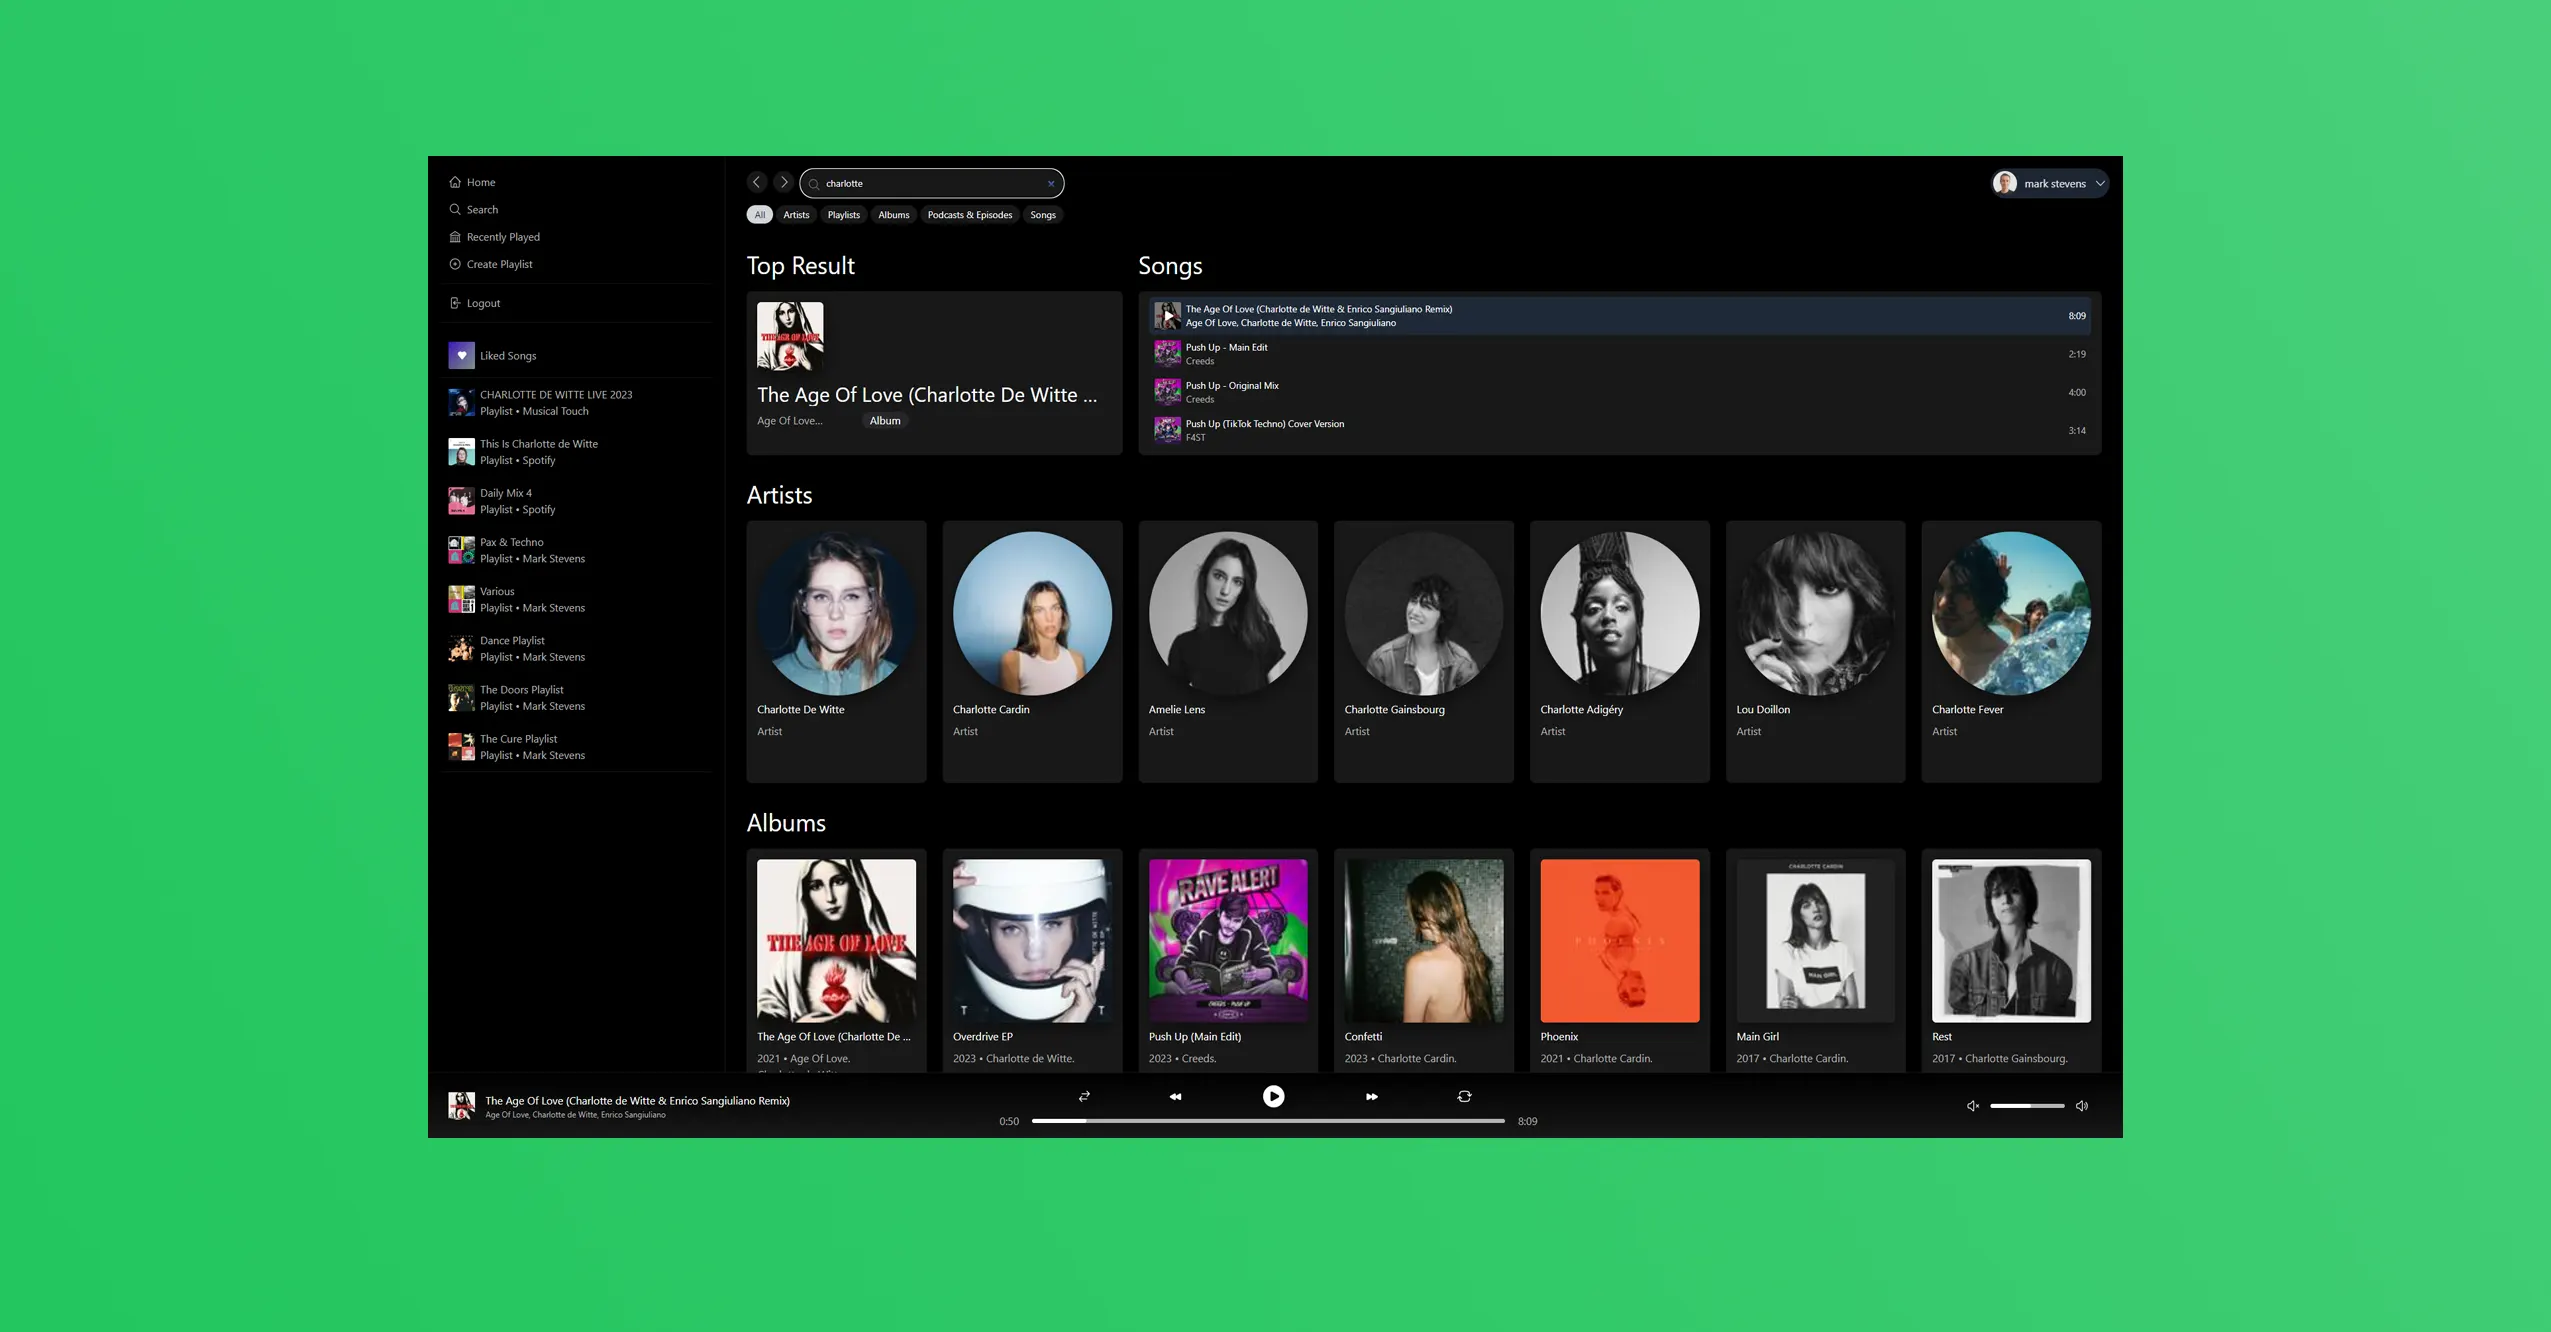 Home
Search
Recently Played
Create Playlist
Logout
Liked Songs
CHARLOTTE DE WITTE LIVE 2023
Playlist • Musical Touch
This Is Charlotte de Witte
Playlist • Spotify
Daily Mix 4
Playlist • Spotify
Pax & Techno
Playlist • Mark Stevens
Various
Playlist • Mark Stevens
Dance Playlist
Playlist • Mark Stevens
The Doors Playlist
Playlist • Mark Stevens
The Cure Playlist
Playlist • Mark Stevens
charlotte
mark stevens
All
Artists
Playlists
Albums
Podcasts & Episodes
Songs
Top Result
THE AGE OF LOVE
The Age Of Love (Charlotte De Witte ...
Age Of Love...
Album
Songs
The Age Of Love (Charlotte de Witte & Enrico Sangiuliano Remix)
Age Of Love, Charlotte de Witte, Enrico Sangiuliano
8:09
Push Up - Main Edit
Creeds
2:19
Push Up - Original Mix
Creeds
4:00
Push Up (TikTok Techno) Cover Version
F4ST
3:14
Artists
Charlotte De Witte
Artist
Charlotte Cardin
Artist
Amelie Lens
Artist
Charlotte Gainsbourg
Artist
Charlotte Adigéry
Artist
Lou Doillon
Artist
Charlotte Fever
Artist
Albums
THE AGE OF LOVE
The Age Of Love (Charlotte De ...
2021 • Age Of Love.
T T
Overdrive EP
2023 • Charlotte de Witte.
RAVE ALERT
CREEDS - PUSH UP
Push Up (Main Edit)
2023 • Creeds.
Confetti
2023 • Charlotte Cardin.
PHOENIX
Phoenix
2021 • Charlotte Cardin.
CHARLOTTE CARDIN
MAIN GIRL
Main Girl
2017 • Charlotte Cardin.
Rest
2017 • Charlotte Gainsbourg.
The Age Of Love (Charlotte de Witte & Enrico Sangiuliano Remix)
Age Of Love, Charlotte de Witte, Enrico Sangiuliano
0:50
8:09